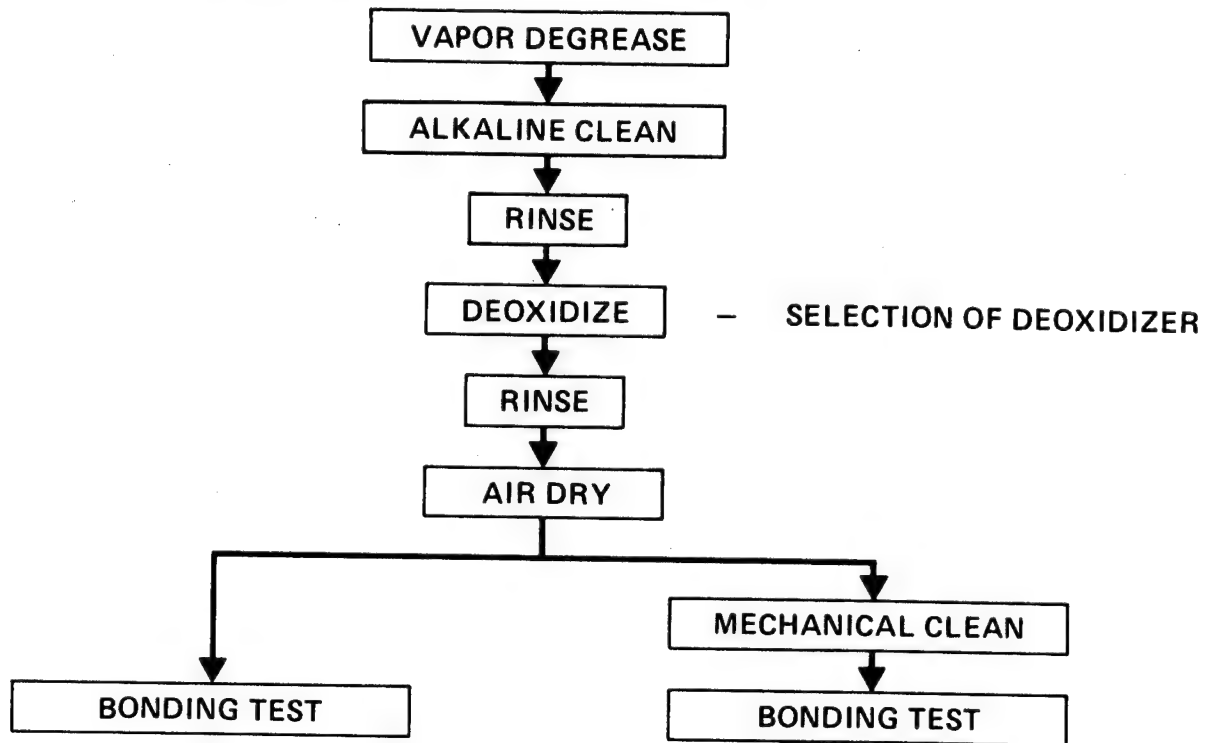 VAPOR DEGREASE
ALKALINE CLEAN
RINSE
DEOXIDIZE – SELECTION OF DEOXIDIZER
RINSE
AIR DRY
MECHANICAL CLEAN
BONDING TEST
BONDING TEST